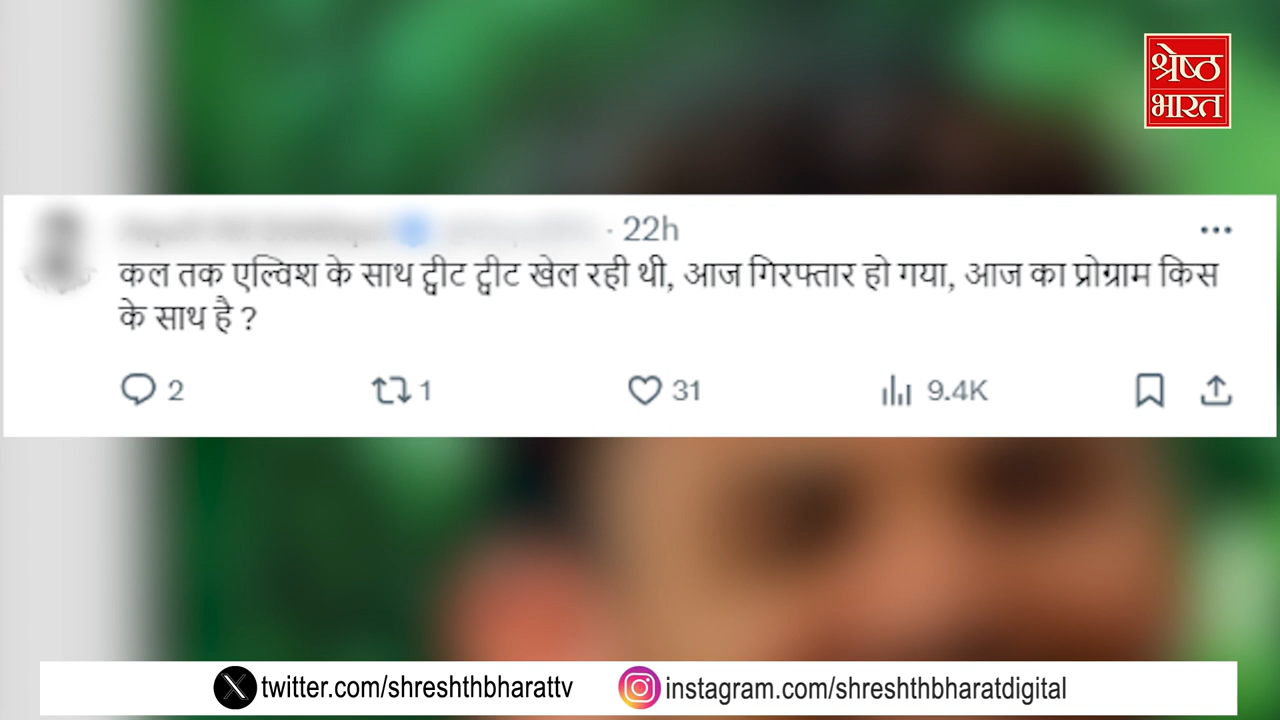 श्रेष्ठ
भारत
· 22h
कल तक एल्विश के साथ ट्वीट ट्वीट खेल रही थी, आज गिरफ्तार हो गया, आज का प्रोग्राम किस
के साथ है ?
2 1 31 9.4K
twitter.com/shreshthbharattv instagram.com/shreshthbharatdigital